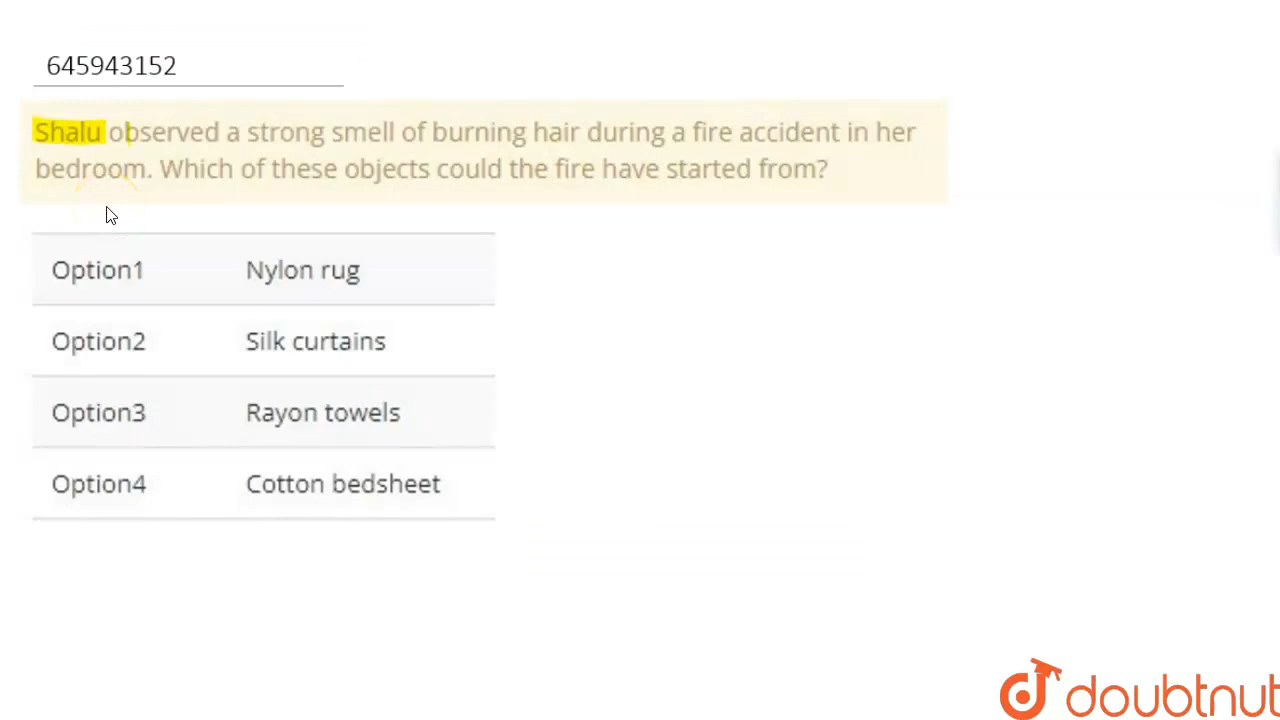 645943152
Shalu observed a strong smell of burning hair during a fire accident in her
bedroom. Which of these objects could the fire have started from?
Option1 Nylon rug
Option2 Silk curtains
Option3 Rayon towels
Option4 Cotton bedsheet
doubtnut